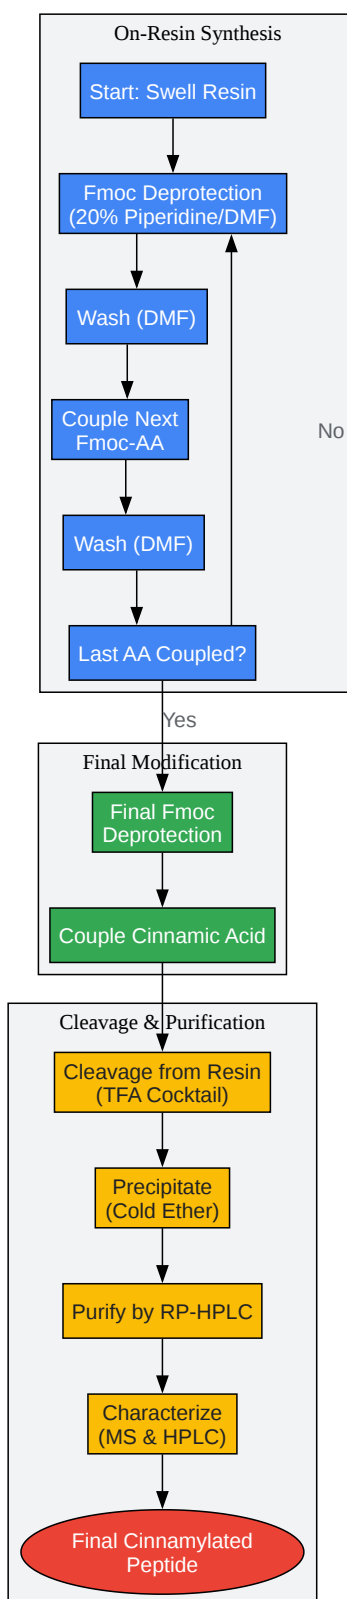 On-Resin Synthesis
Start: Swell Resin
Fmoc Deprotection
(20% Piperidine/DMF)
Wash (DMF)
Couple Next
Fmoc-AA
No
Wash (DMF)
Last AA Coupled?
Yes
Final Modification
Final Fmoc
Deprotection
Couple Cinnamic Acid
Cleavage & Purification
Cleavage from Resin
(TFA Cocktail)
Precipitate
(Cold Ether)
Purify by RP-HPLC
Characterize
(MS & HPLC)
Final Cinnamylated
Peptide